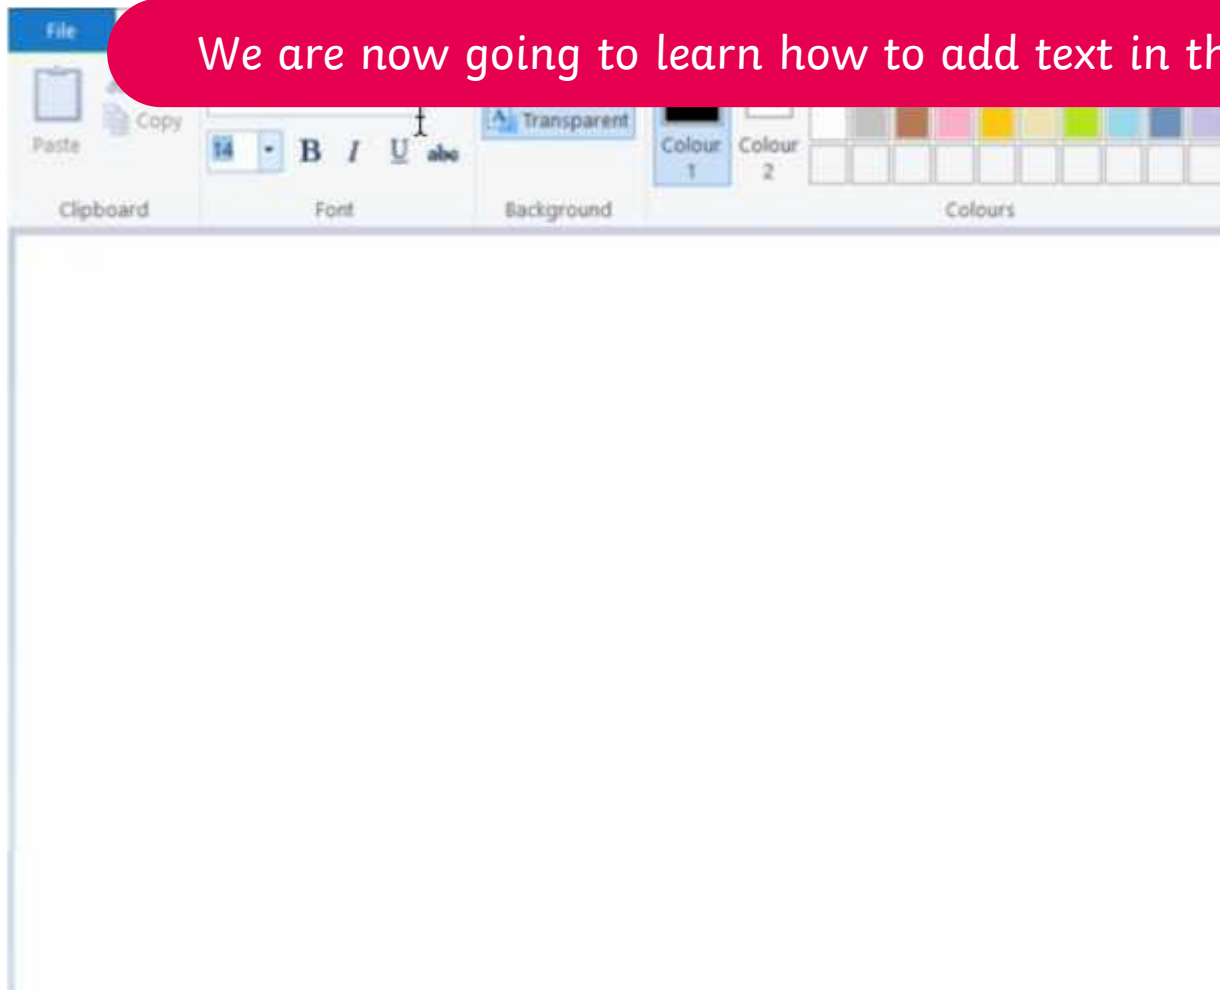 File
We are now going to learn how to add text in th
Copy
Transparent
Paste
14 B I U abc
Colour 1
Colour 2
Clipboard
Font
Background
Colours